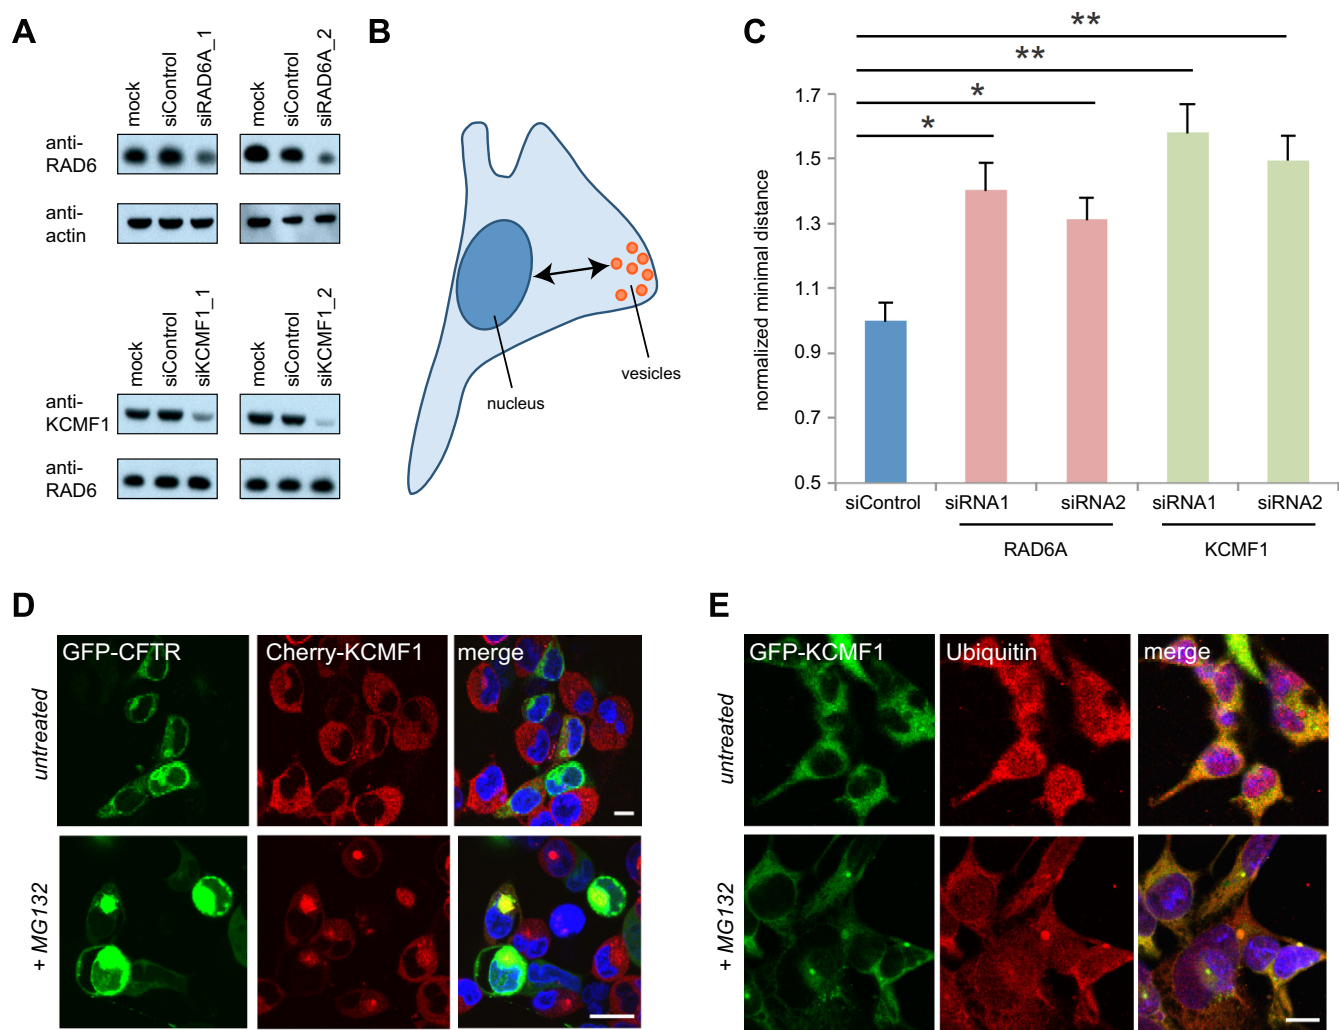 A
mock
siControl
siRAD6A_1
mock
siControl
siRAD6A_2
anti-
RAD6
anti-
actin
mock
siControl
siKCMF1_1
mock
siControl
siKCMF1_2
anti-
KCMF1
anti-
RAD6
B
nucleus
vesicles
C
**
**
*
*
normalized minimal distance
1.7
1.5
1.3
1.1
0.9
0.7
0.5
siControl
siRNA1
siRNA2
siRNA1
siRNA2
RAD6A
KCMF1
D
GFP-CFTR
Cherry-KCMF1
merge
untreated
+ MG132
E
GFP-KCMF1
Ubiquitin
merge
untreated
+ MG132